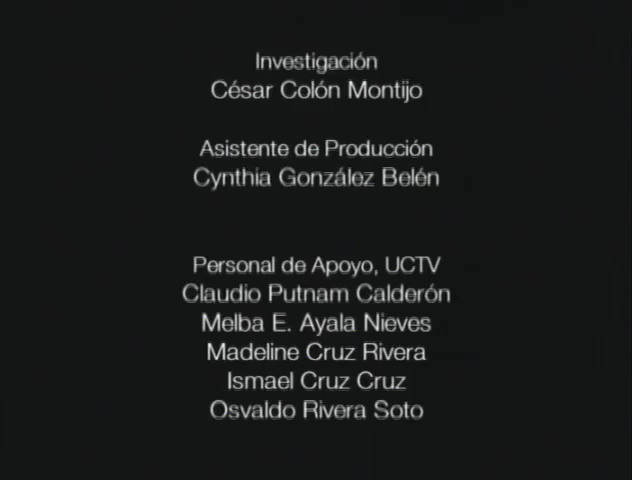 Investigación
César Colón Montijo
Asistente de Producción
Cynthia González Belén
Personal de Apoyo, UCTV
Claudio Putnam Calderón
Melba E. Ayala Nieves
Madeline Cruz Rivera
Ismael Cruz Cruz
Osvaldo Rivera Soto